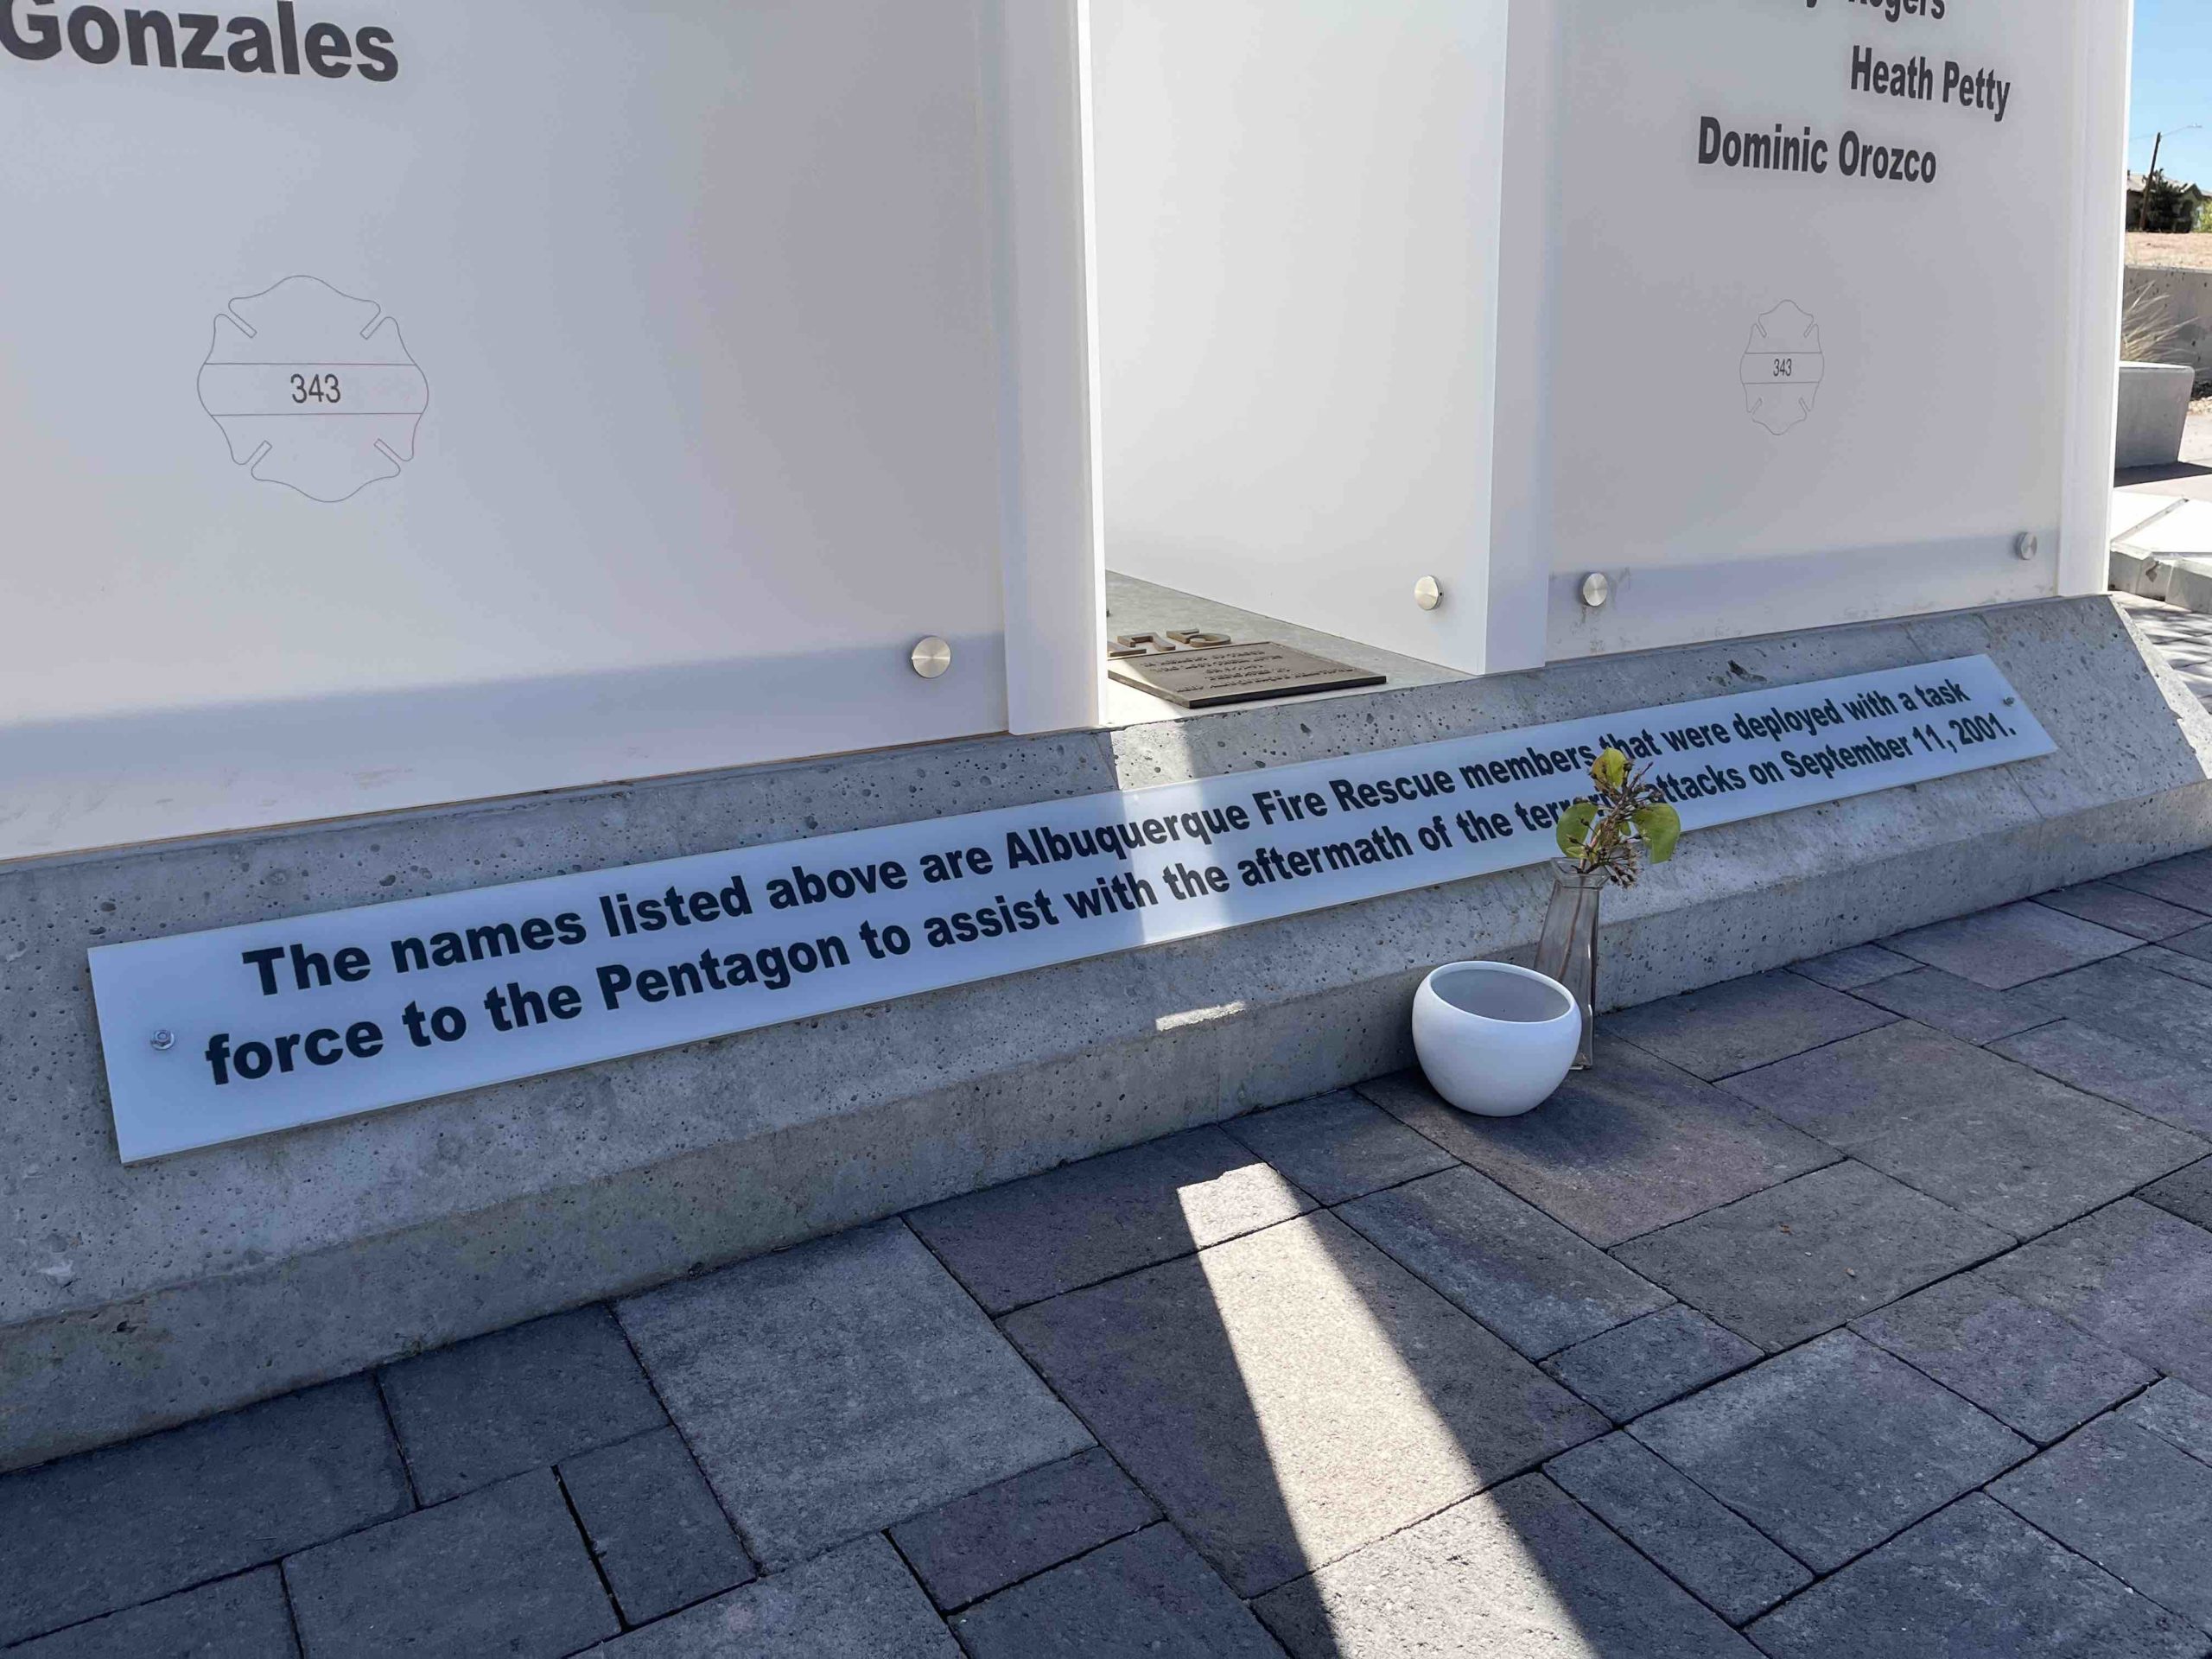 Gonzales
Rogers
Heath Petty
Dominic Orozco
343
343
175
The names listed above are Albuquerque Fire Rescue members that were deployed with a task
force to the Pentagon to assist with the aftermath of the terrorist attacks on September 11, 2001.